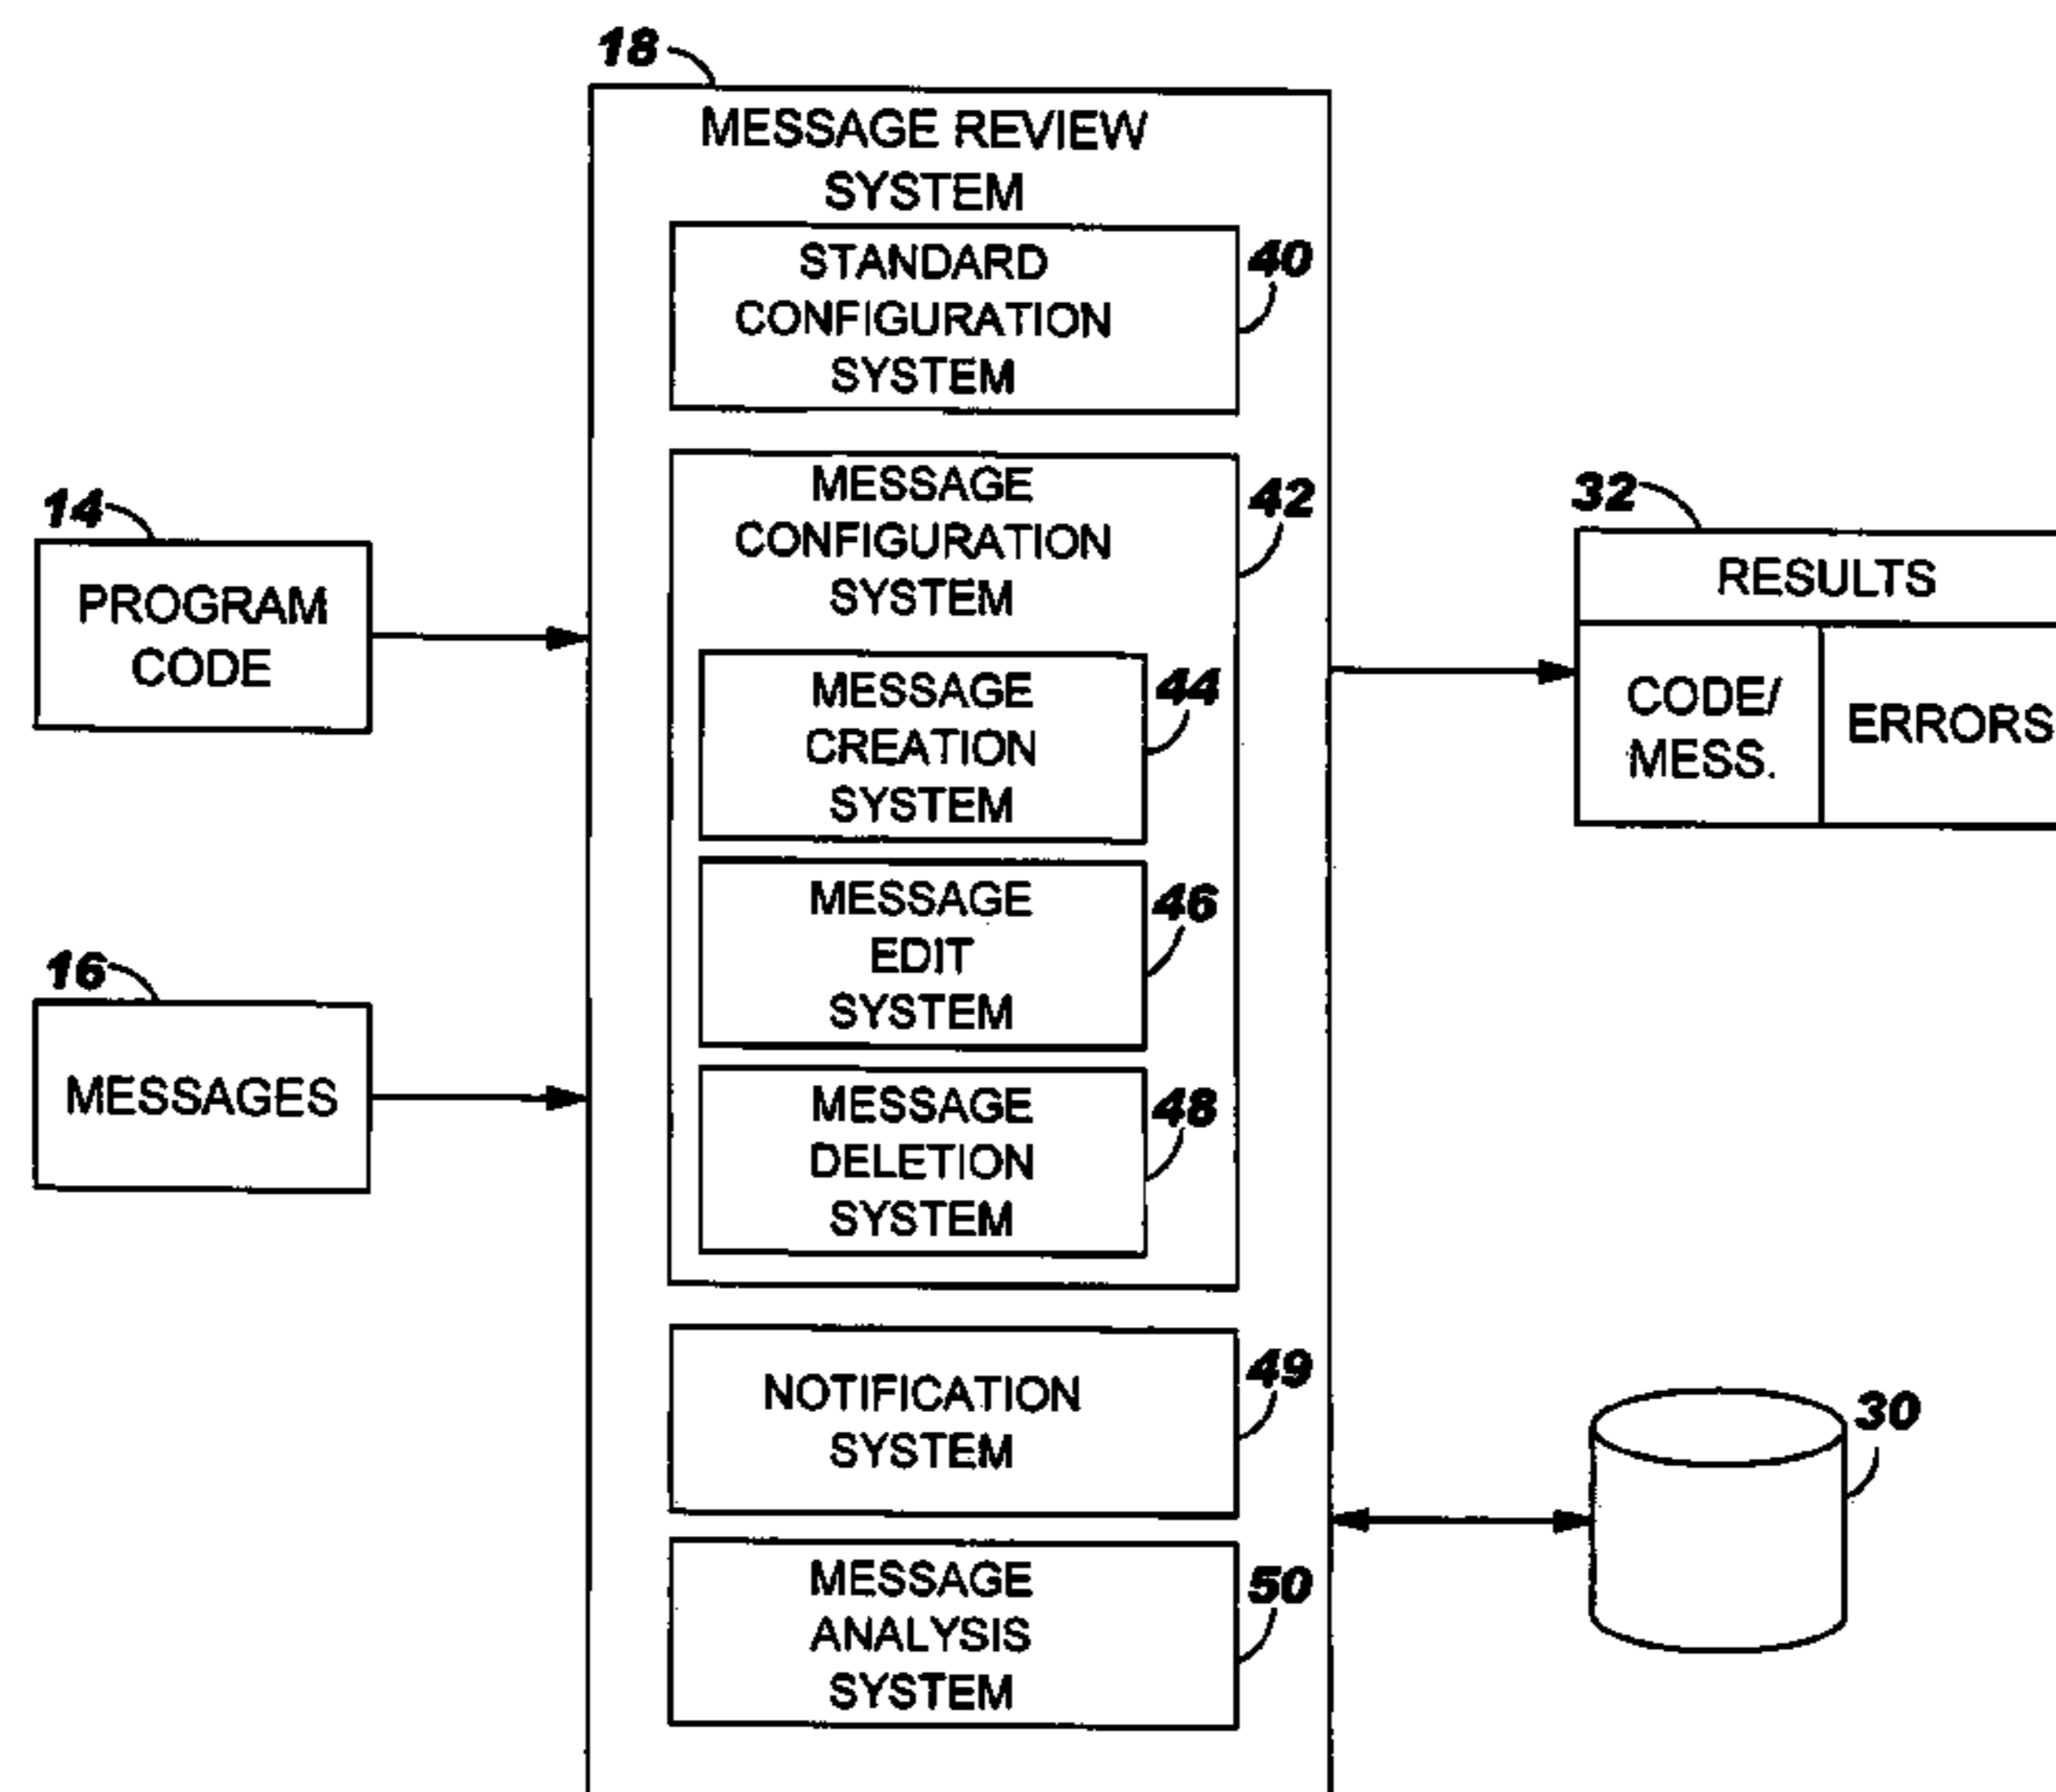 18
MESSAGE REVIEW
SYSTEM
STANDARD
CONFIGURATION
SYSTEM
40
MESSAGE
CONFIGURATION
SYSTEM
42
MESSAGE
CREATION
SYSTEM
44
MESSAGE
EDIT
SYSTEM
46
MESSAGE
DELETION
SYSTEM
48
NOTIFICATION
SYSTEM
49
MESSAGE
ANALYSIS
SYSTEM
50
14
PROGRAM
CODE
16
MESSAGES
32
RESULTS
CODE/
MESS.
ERRORS
30